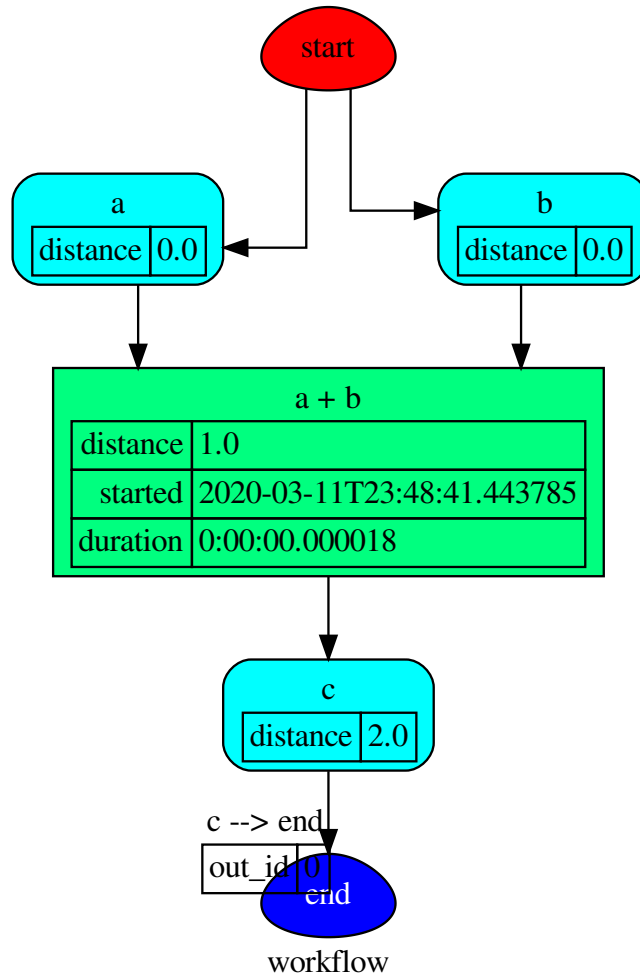 start
a
distance 0.0
b
distance 0.0
a + b
distance 1.0
started 2020-03-11T23:48:41.443785
duration 0:00:00.000018
c
distance 2.0
c --> end
out_id 0
end
workflow